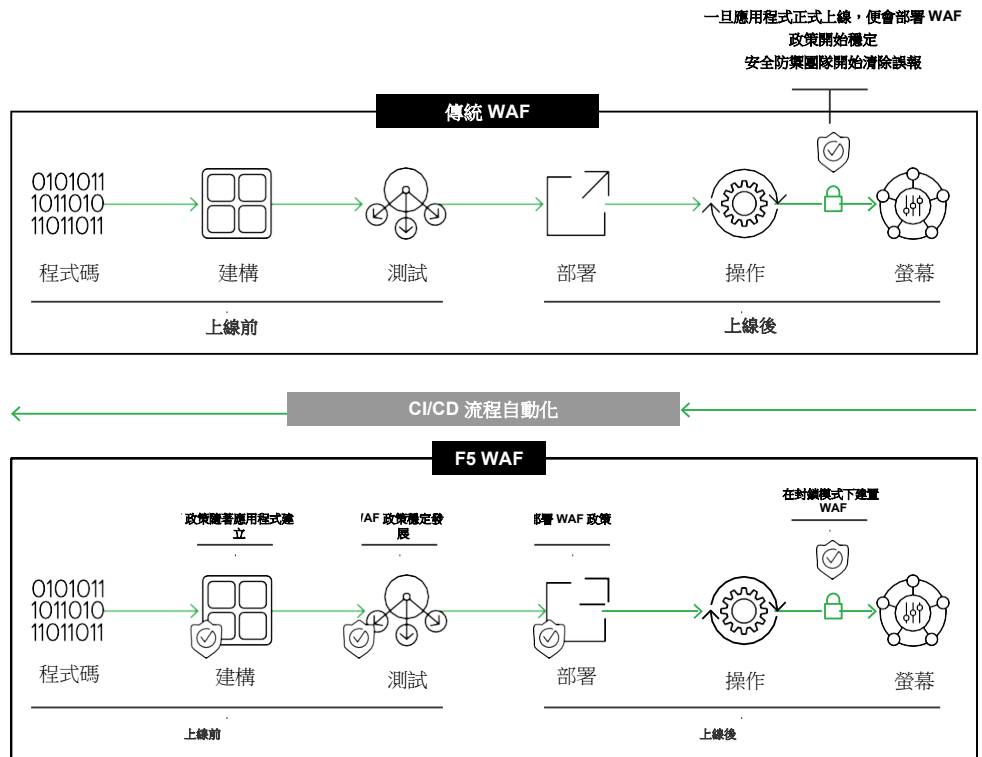 一旦應用程式正式上線，便會部署 WAF
政策開始穩定
安全防禦團隊開始清除誤報
傳統 WAF
0101011
1011010
11011011
程式碼
建構
測試
部署
操作
螢幕
上線前
上線後
CI/CD 流程自動化
F5 WAF
政策隨著應用程式建
立
AF 政策穩定發
展
部署 WAF 政策
在封鎖模式下建置
WAF
0101011
1011010
11011011
程式碼
建構
測試
部署
操作
螢幕
上線前
上線後